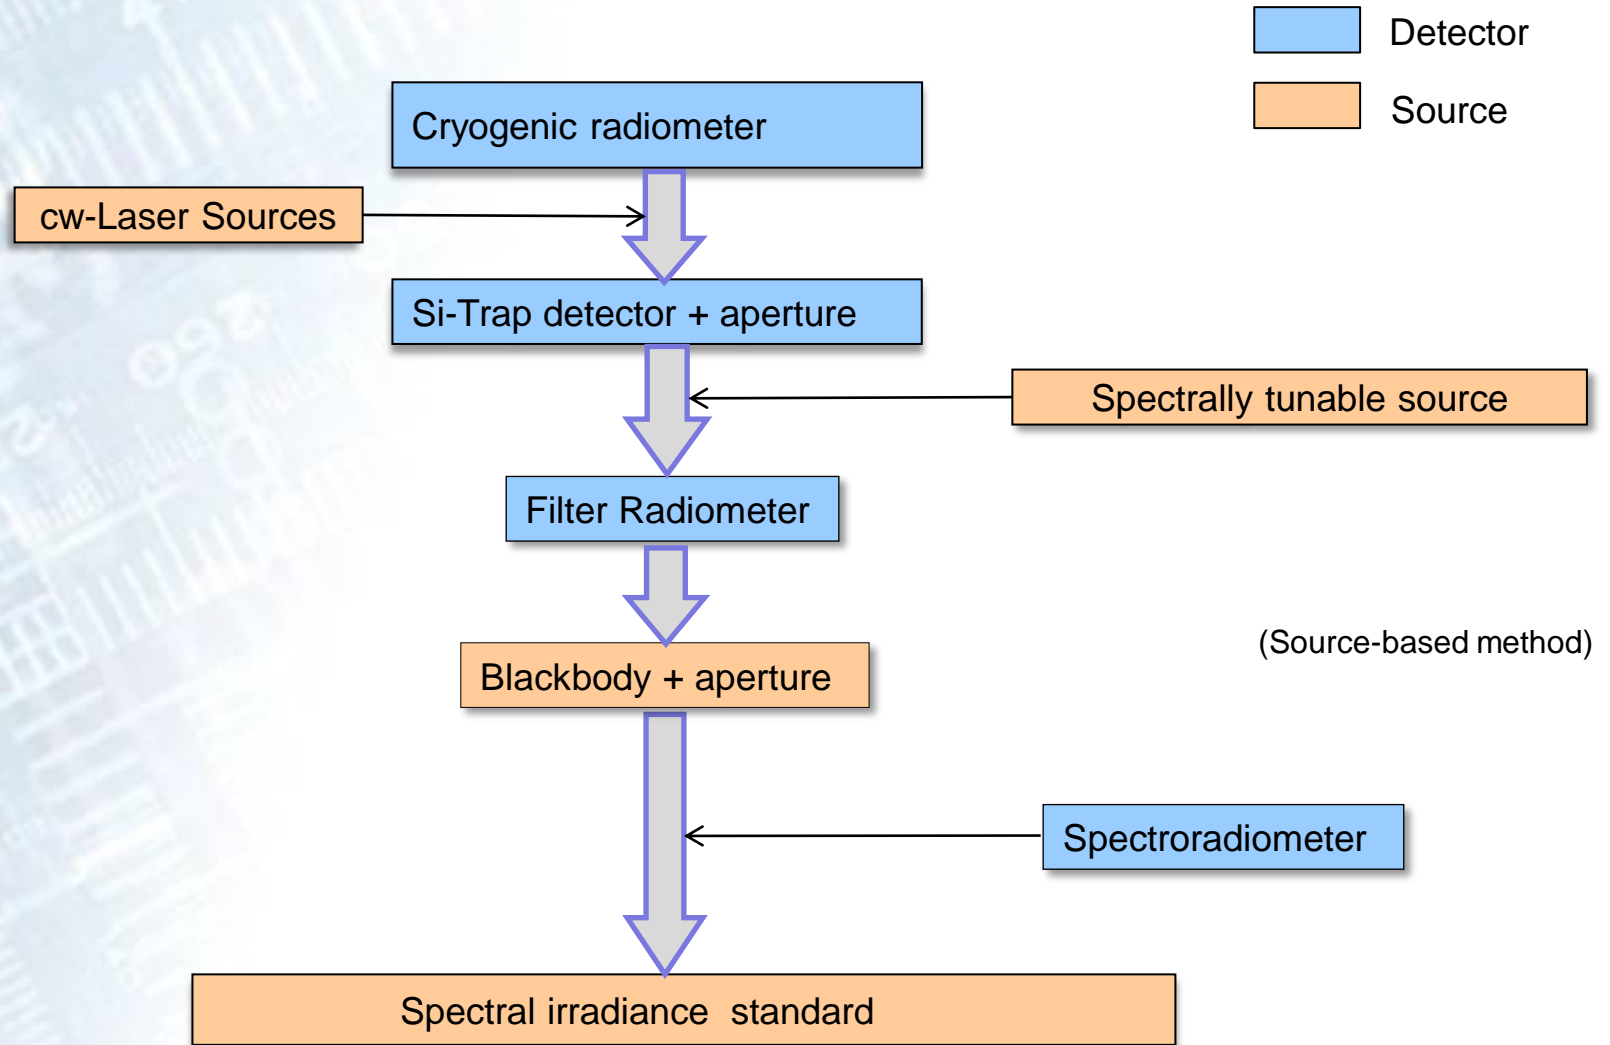 Detector
Source
Cryogenic radiometer
cw-Laser Sources
Si-Trap detector + aperture
Spectrally tunable source
Filter Radiometer
(Source-based method)
Blackbody + aperture
Spectroradiometer
Spectral irradiance standard